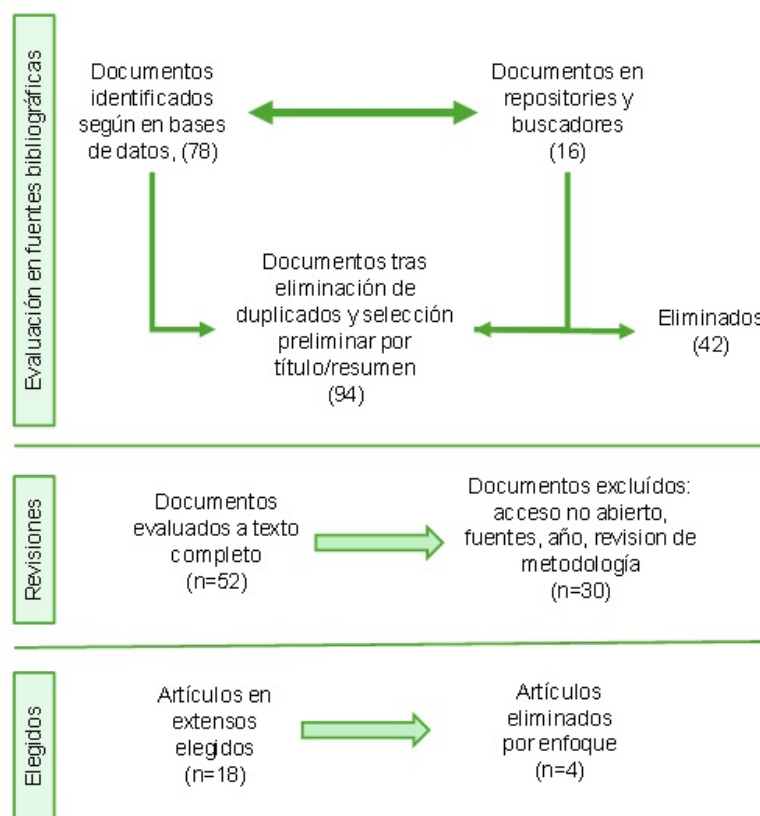 Evaluación en fuentes bibliográficas
Documentos
identificados
según en bases
de datos, (78)
Documentos en
repositories y
buscadores
(16)
Documentos tras
eliminación de
duplicados y selección
preliminar por
título/resumen
(94)
Eliminados
(42)
Revisiones
Documentos
evaluados a texto
completo
(n=52)
Documentos excluídos:
acceso no abierto,
fuentes, año, revision de
metodología
(n=30)
Elegidos
Artículos en
extensos
elegidos
(n=18)
Artículos
eliminados
por enfoque
(n=4)